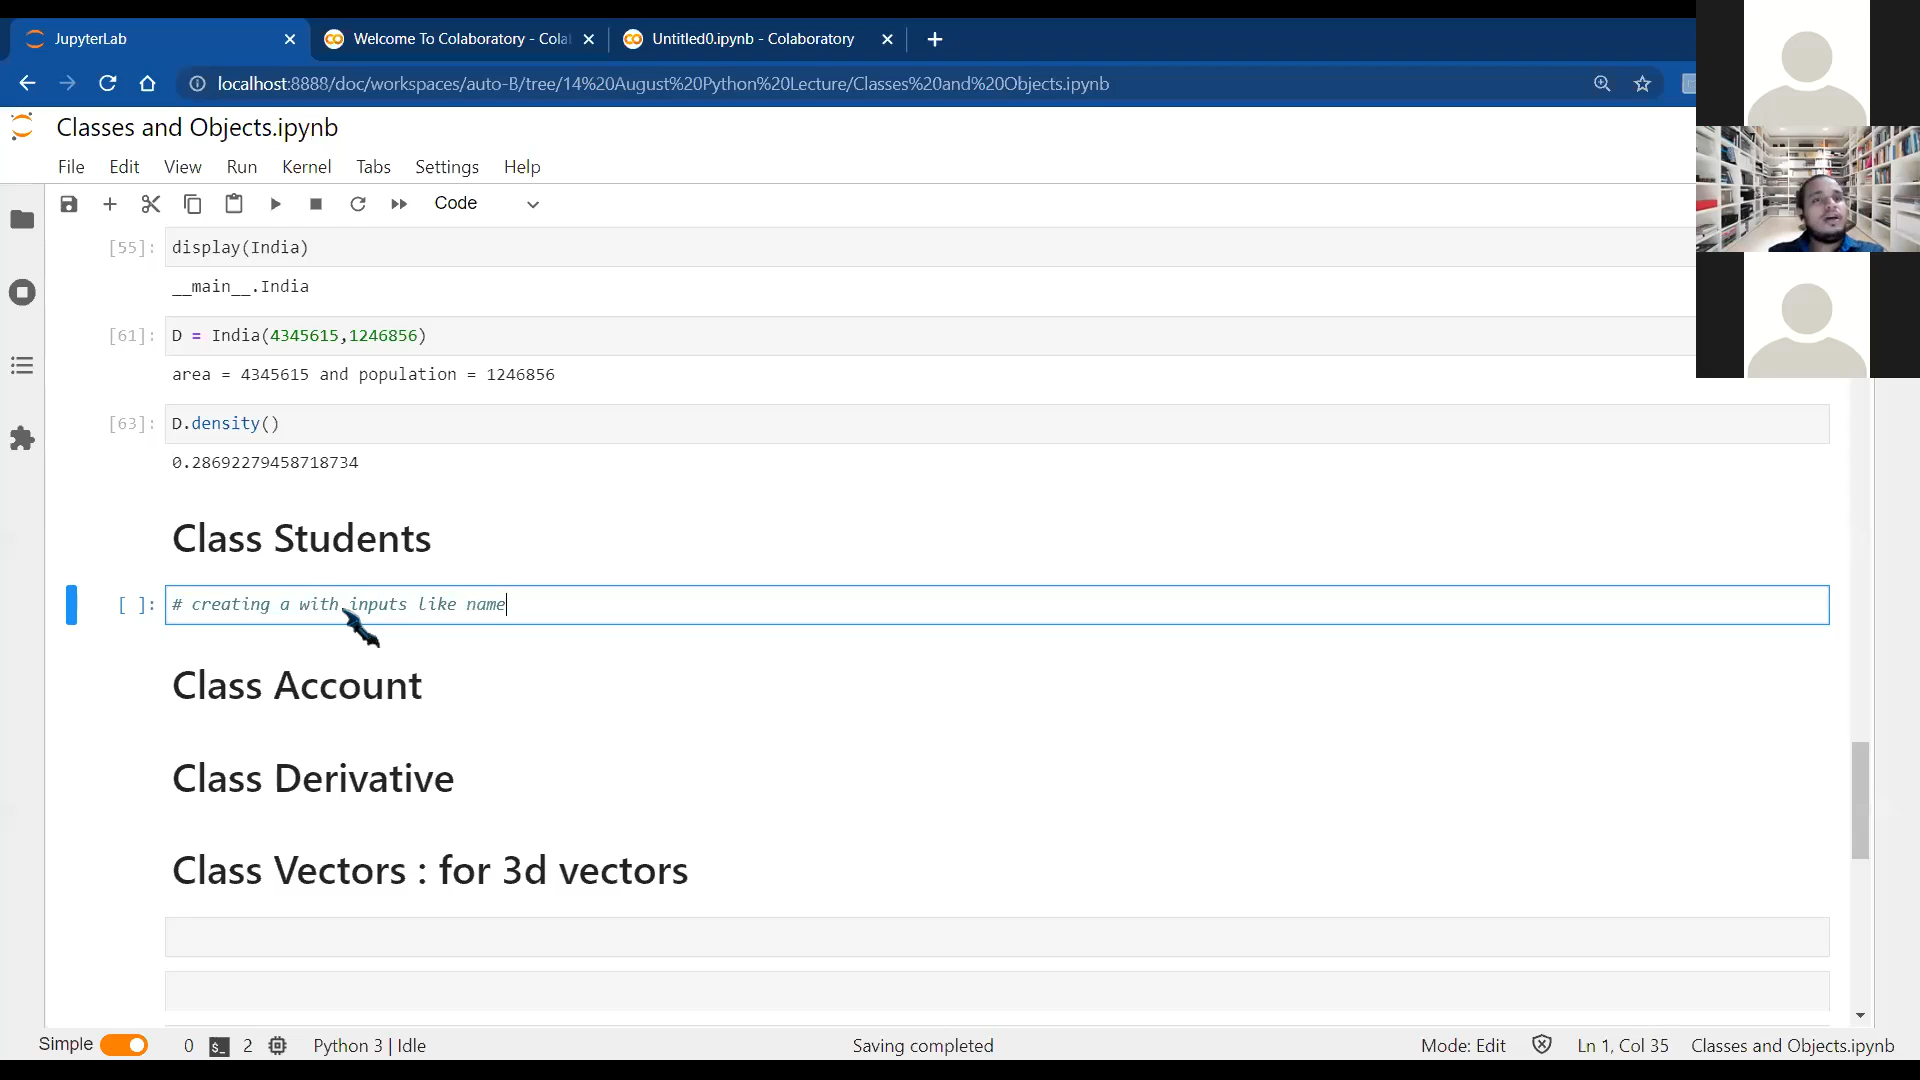 JupyterLab
Welcome To Colaboratory - Cola
Untitled0.ipynb - Colaboratory
localhost:8888/doc/workspaces/auto-B/tree/14%20August%20Python%20Lecture/Classes%20and%20Objects.ipynb
Classes and Objects.ipynb
File Edit View Run Kernel Tabs Settings Help
Code
[55]: display(India)
__main__.India
[61]: D = India(4345615,1246856)
area = 4345615 and population = 1246856
[63]: D.density()
0.28692279458718734
Class Students
[ ]: # creating a with inputs like name
Class Account
Class Derivative
Class Vectors : for 3d vectors
Simple 0 $_ 2 Python 3 | Idle Saving completed Mode: Edit Ln 1, Col 35 Classes and Objects.ipynb